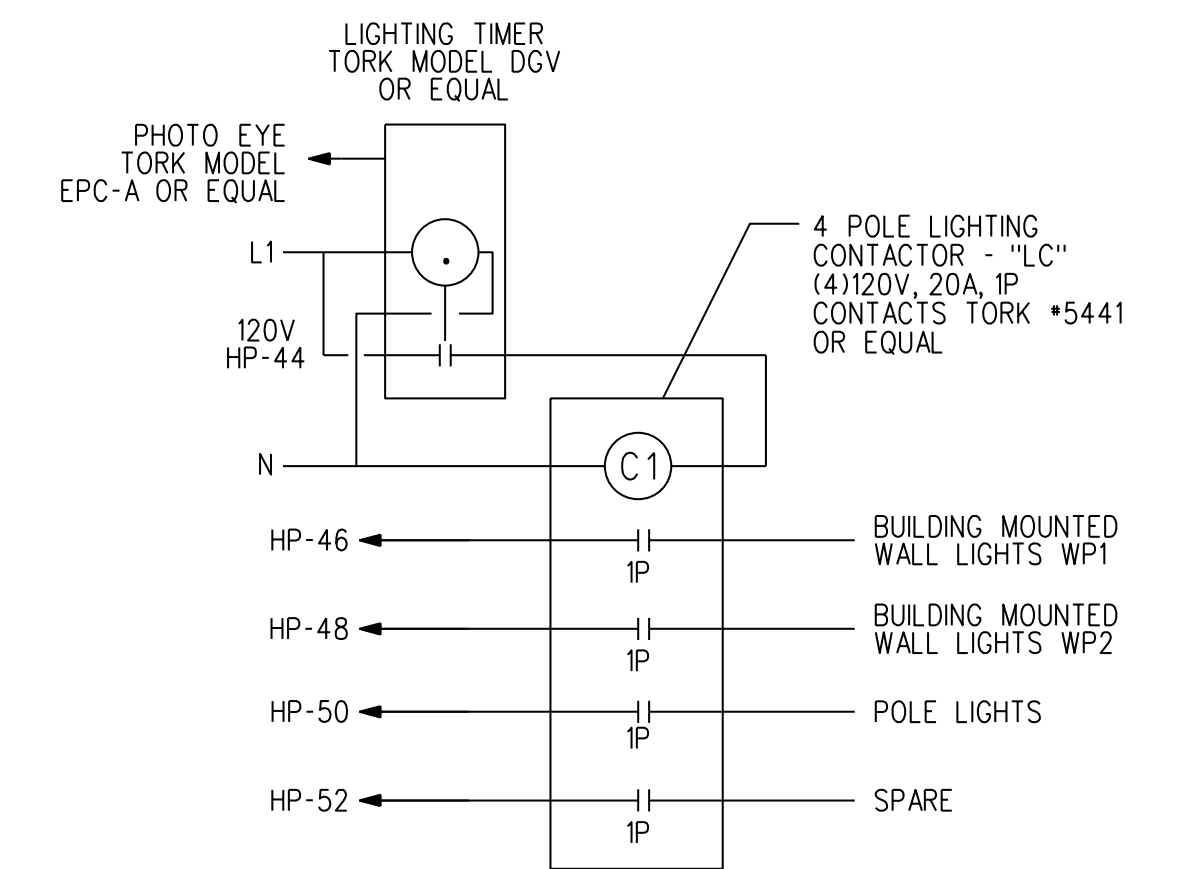 LIGHTING TIMER
TORK MODEL DGV
OR EQUAL
PHOTO EYE
TORK MODEL
EPC-A OR EQUAL
L1
120V
HP-44
4 POLE LIGHTING
CONTACTOR - "LC"
(4)120V, 20A, 1P
CONTACTS TORK #5441
OR EQUAL
N
C1
HP-46
1P
BUILDING MOUNTED
WALL LIGHTS WP1
HP-48
1P
BUILDING MOUNTED
WALL LIGHTS WP2
HP-50
1P
POLE LIGHTS
HP-52
1P
SPARE